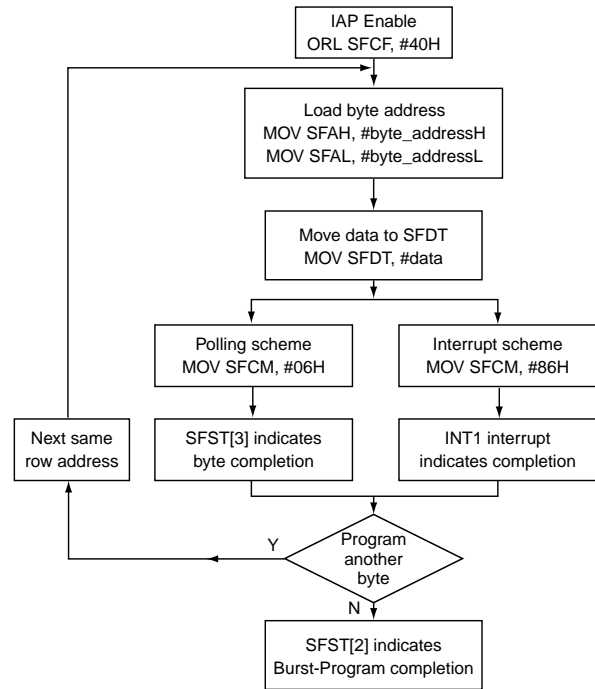 IAP Enable
ORL SFCF, #40H
Load byte address
MOV SFAH, #byte_addressH
MOV SFAL, #byte_addressL
Move data to SFDT
MOV SFDT, #data
Polling scheme
MOV SFCM, #06H
Interrupt scheme
MOV SFCM, #86H
Next same
row address
SFST[3] indicates
byte completion
INT1 interrupt
indicates completion
Y
Program
another
byte
N
SFST[2] indicates
Burst-Program completion